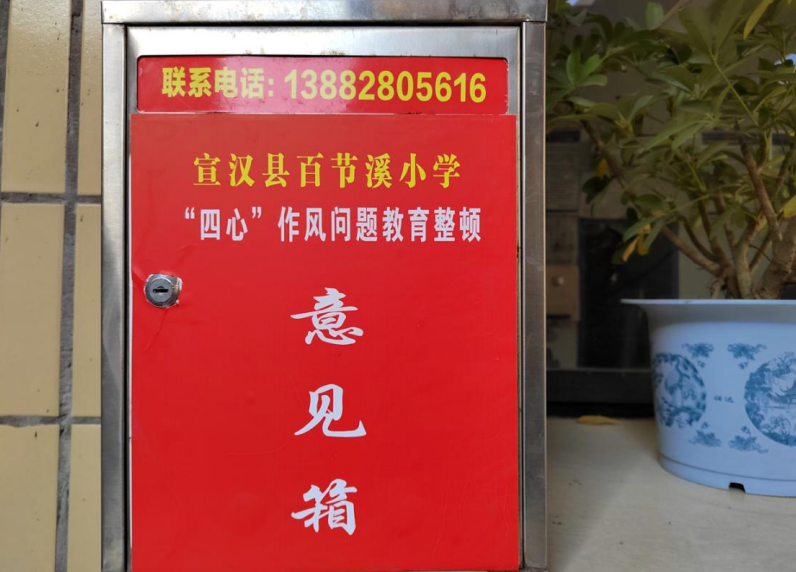 联系电话: 13882805616
宣汉县百节溪小学
“四心”作风问题教育整顿
意
见
箱